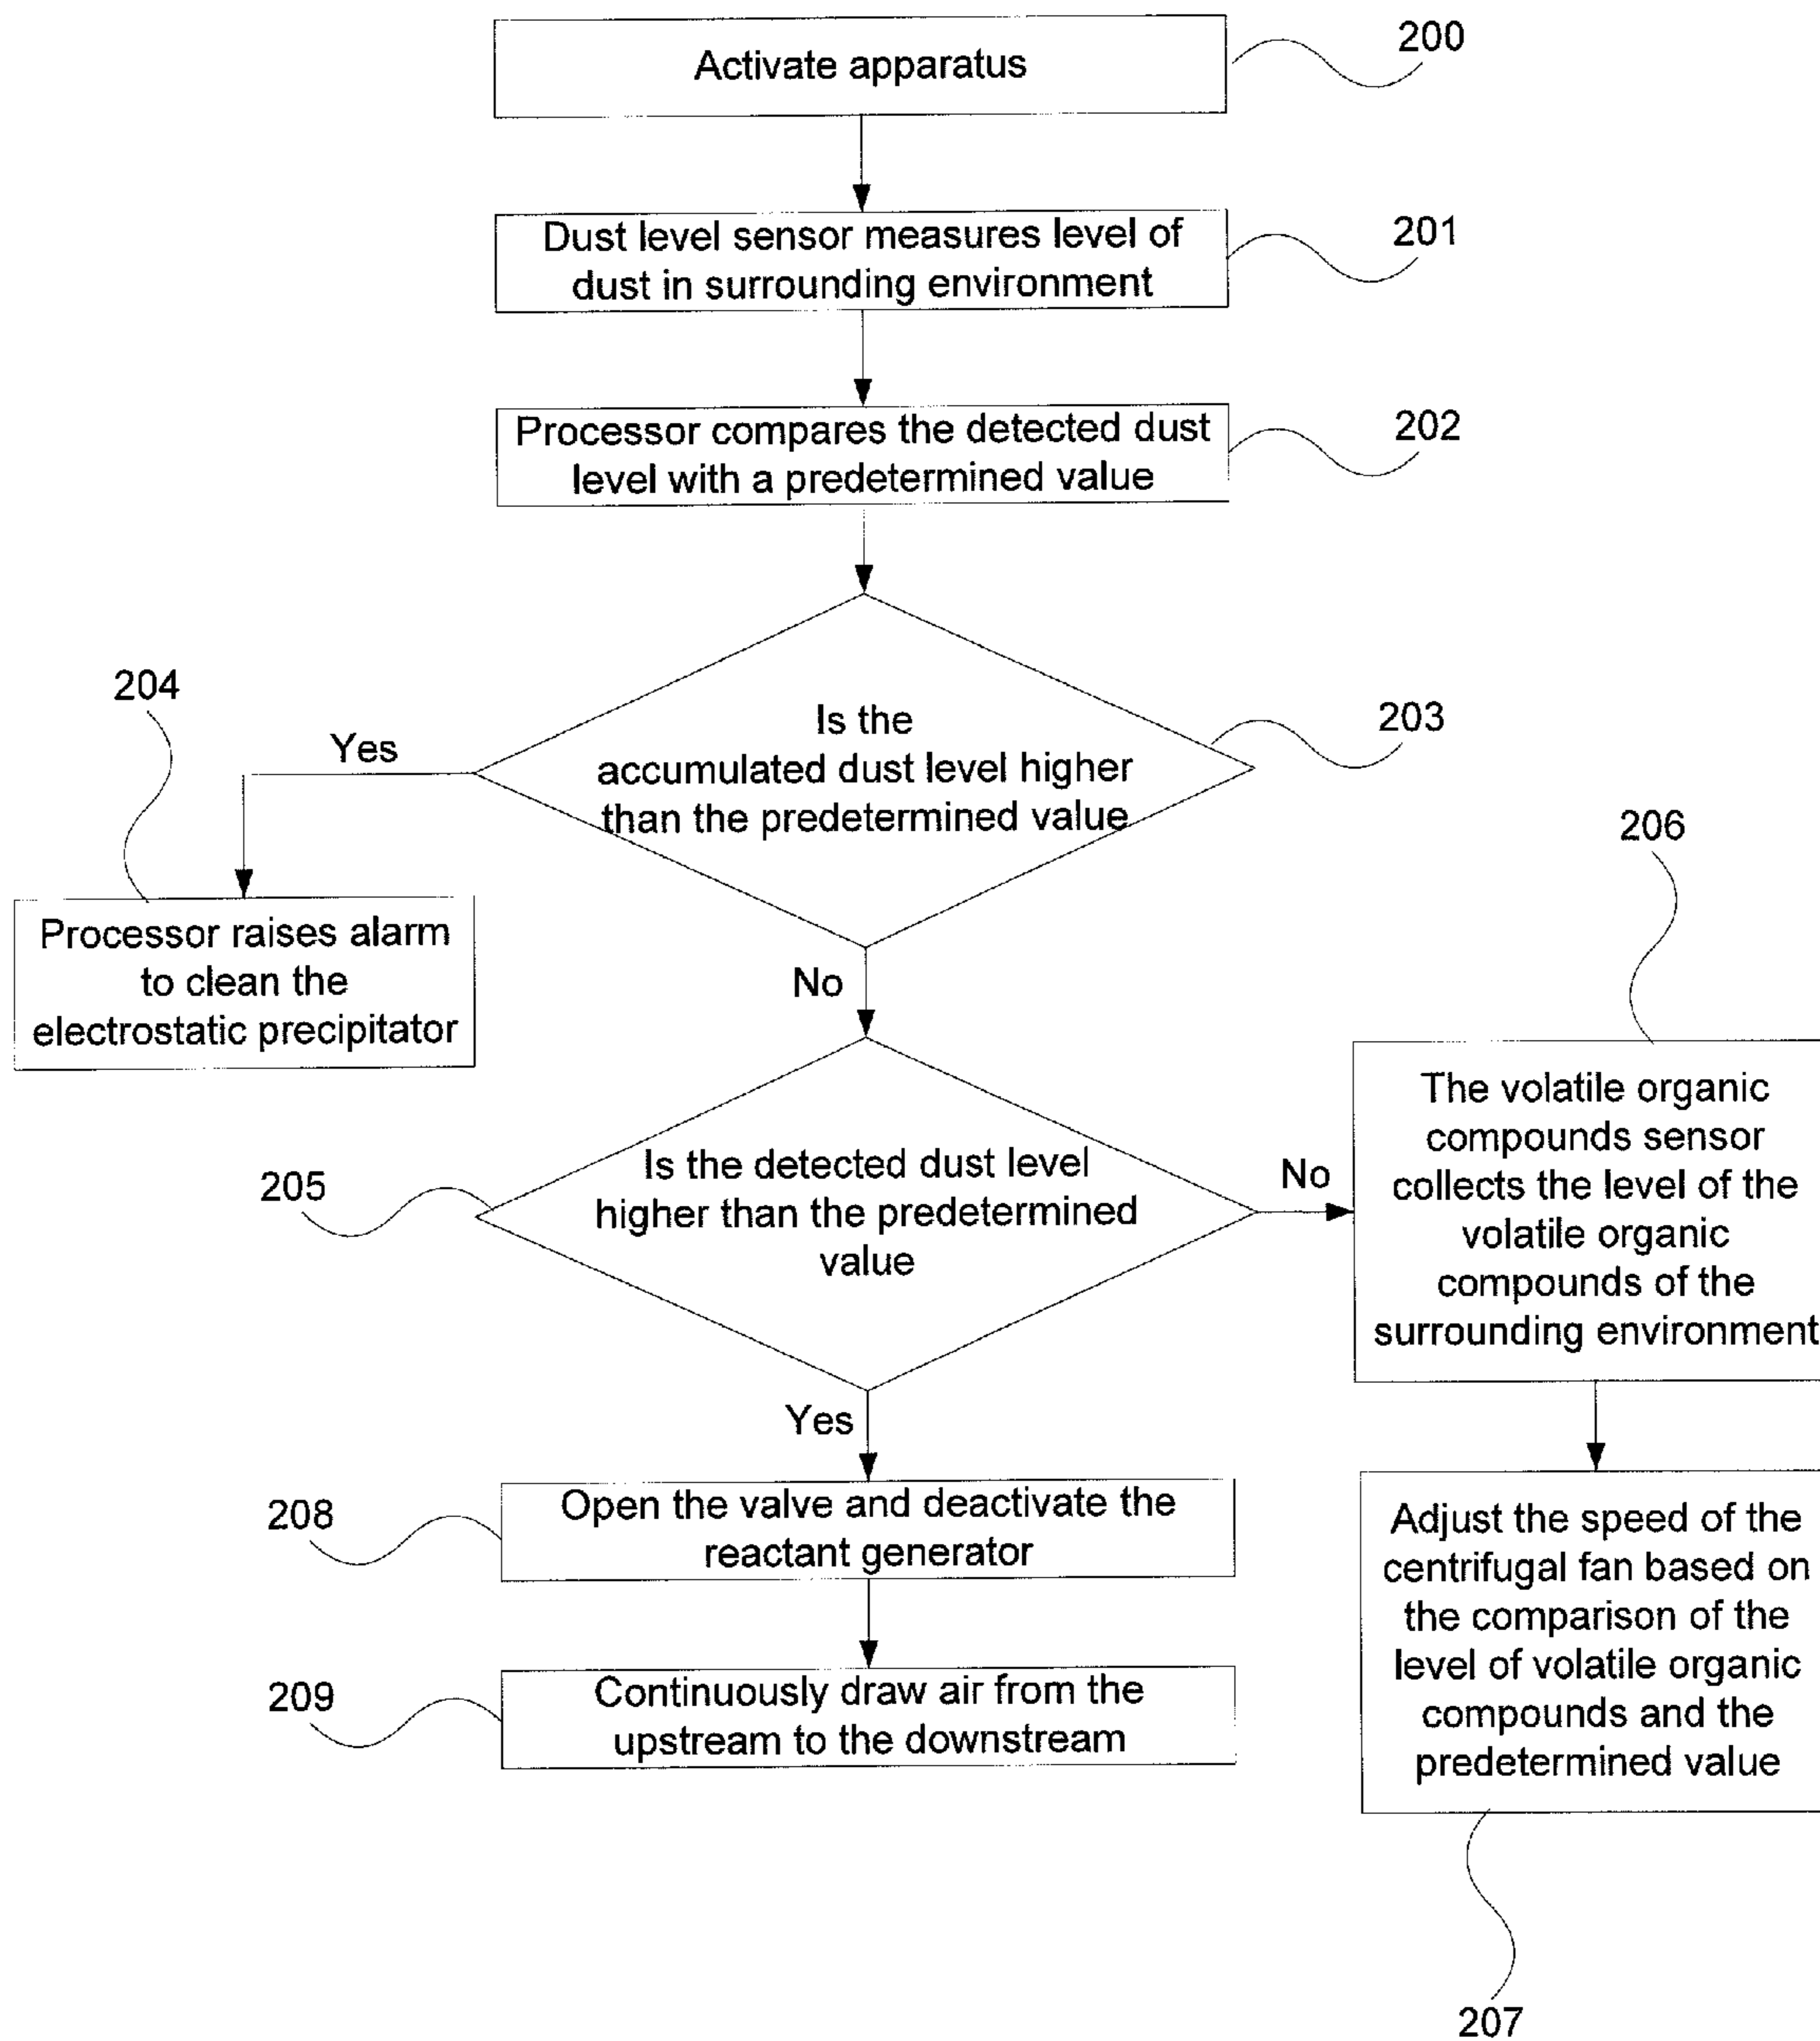 Activate apparatus
200
Dust level sensor measures level of
dust in surrounding environment
201
Processor compares the detected dust
level with a predetermined value
202
Is the
accumulated dust level higher
than the predetermined value
203
Yes
204
Processor raises alarm
to clean the
electrostatic precipitator
No
Is the detected dust level
higher than the predetermined
value
205
No
206
The volatile organic
compounds sensor
collects the level of the
volatile organic
compounds of the
surrounding environment
Yes
208
Open the valve and deactivate the
reactant generator
209
Continuously draw air from the
upstream to the downstream
Adjust the speed of the
centrifugal fan based on
the comparison of the
level of volatile organic
compounds and the
predetermined value
207